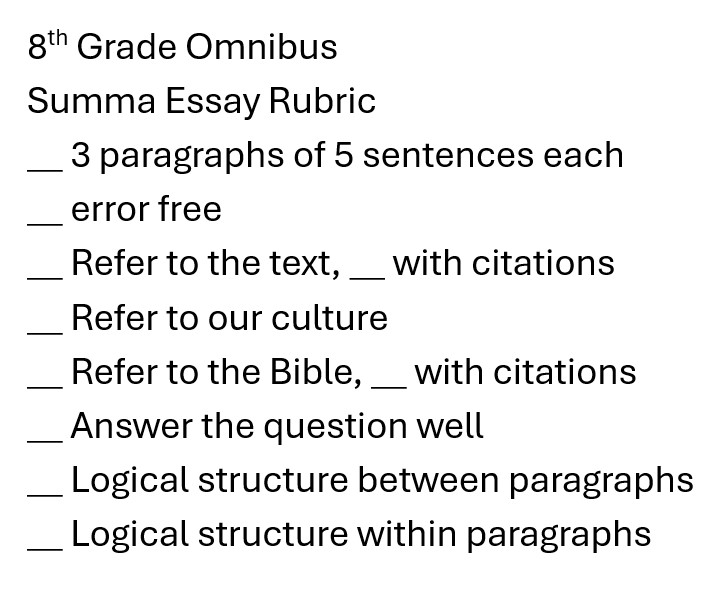 8th Grade Omnibus
Summa Essay Rubric
__ 3 paragraphs of 5 sentences each
__ error free
__ Refer to the text, __ with citations
__ Refer to our culture
__ Refer to the Bible, __ with citations
__ Answer the question well
__ Logical structure between paragraphs
__ Logical structure within paragraphs